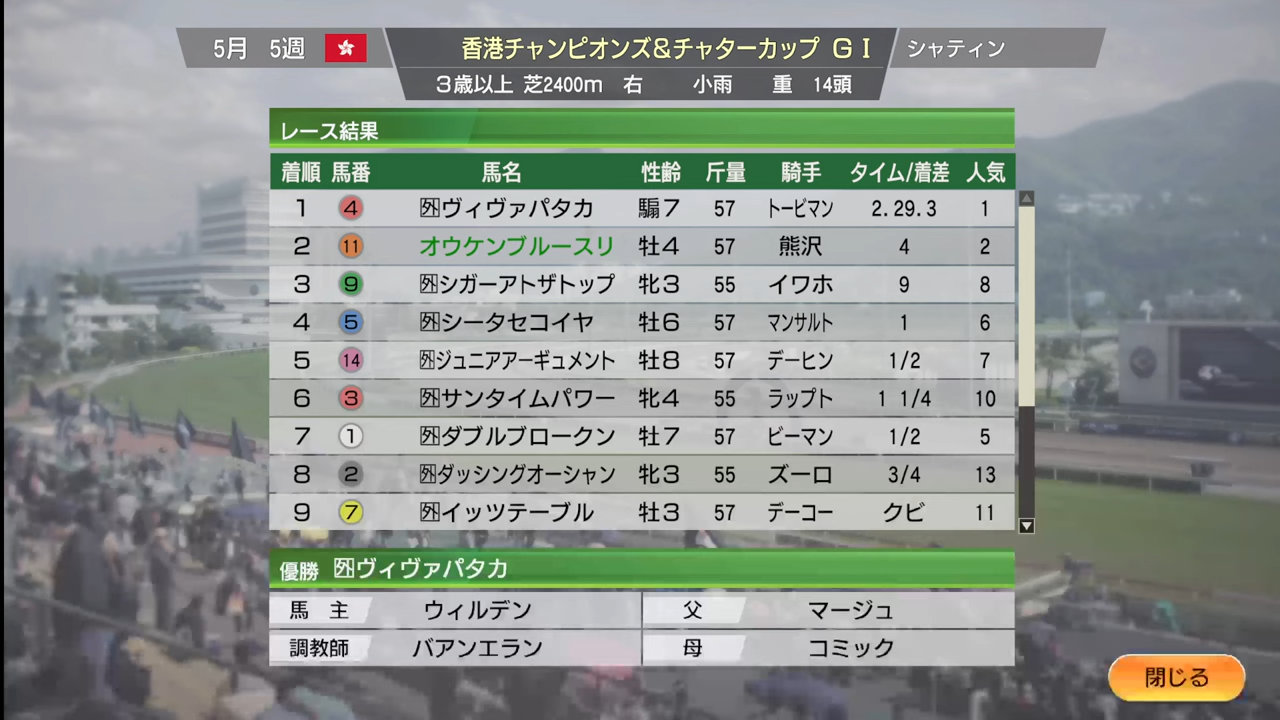 5月 5週 香港チャンピオンズ&チャターカップ GⅠ シャティン
3歳以上 芝2400m 右 小雨 重 14頭
レース結果
着順 馬番 馬名 性齢 斤量 騎手 タイム/着差 人気
1 4 外ヴィヴァパタカ 騙7 57 トービマン 2.29.3 1
2 11 オウケンブルースリ 牡4 57 熊沢 4 2
3 9 外シガーアトザトップ 牝3 55 イワホ 9 8
4 5 外シータセコイヤ 牡6 57 マンサルト 1 6
5 14 外ジュニアアーギュメント 牡8 57 デーヒン 1/2 7
6 3 外サンタイムパワー 牝4 55 ラップト 1 1/4 10
7 1 外ダブルブロークン 牡7 57 ビーマン 1/2 5
8 2 外ダッシングオーシャン 牝3 55 ズーロ 3/4 13
9 7 外イッツテーブル 牡3 57 デーコー クビ 11
優勝 外ヴィヴァパタカ
馬主 ウィルデン 父 マージュ
調教師 バアンエラン 母 コミック
閉じる